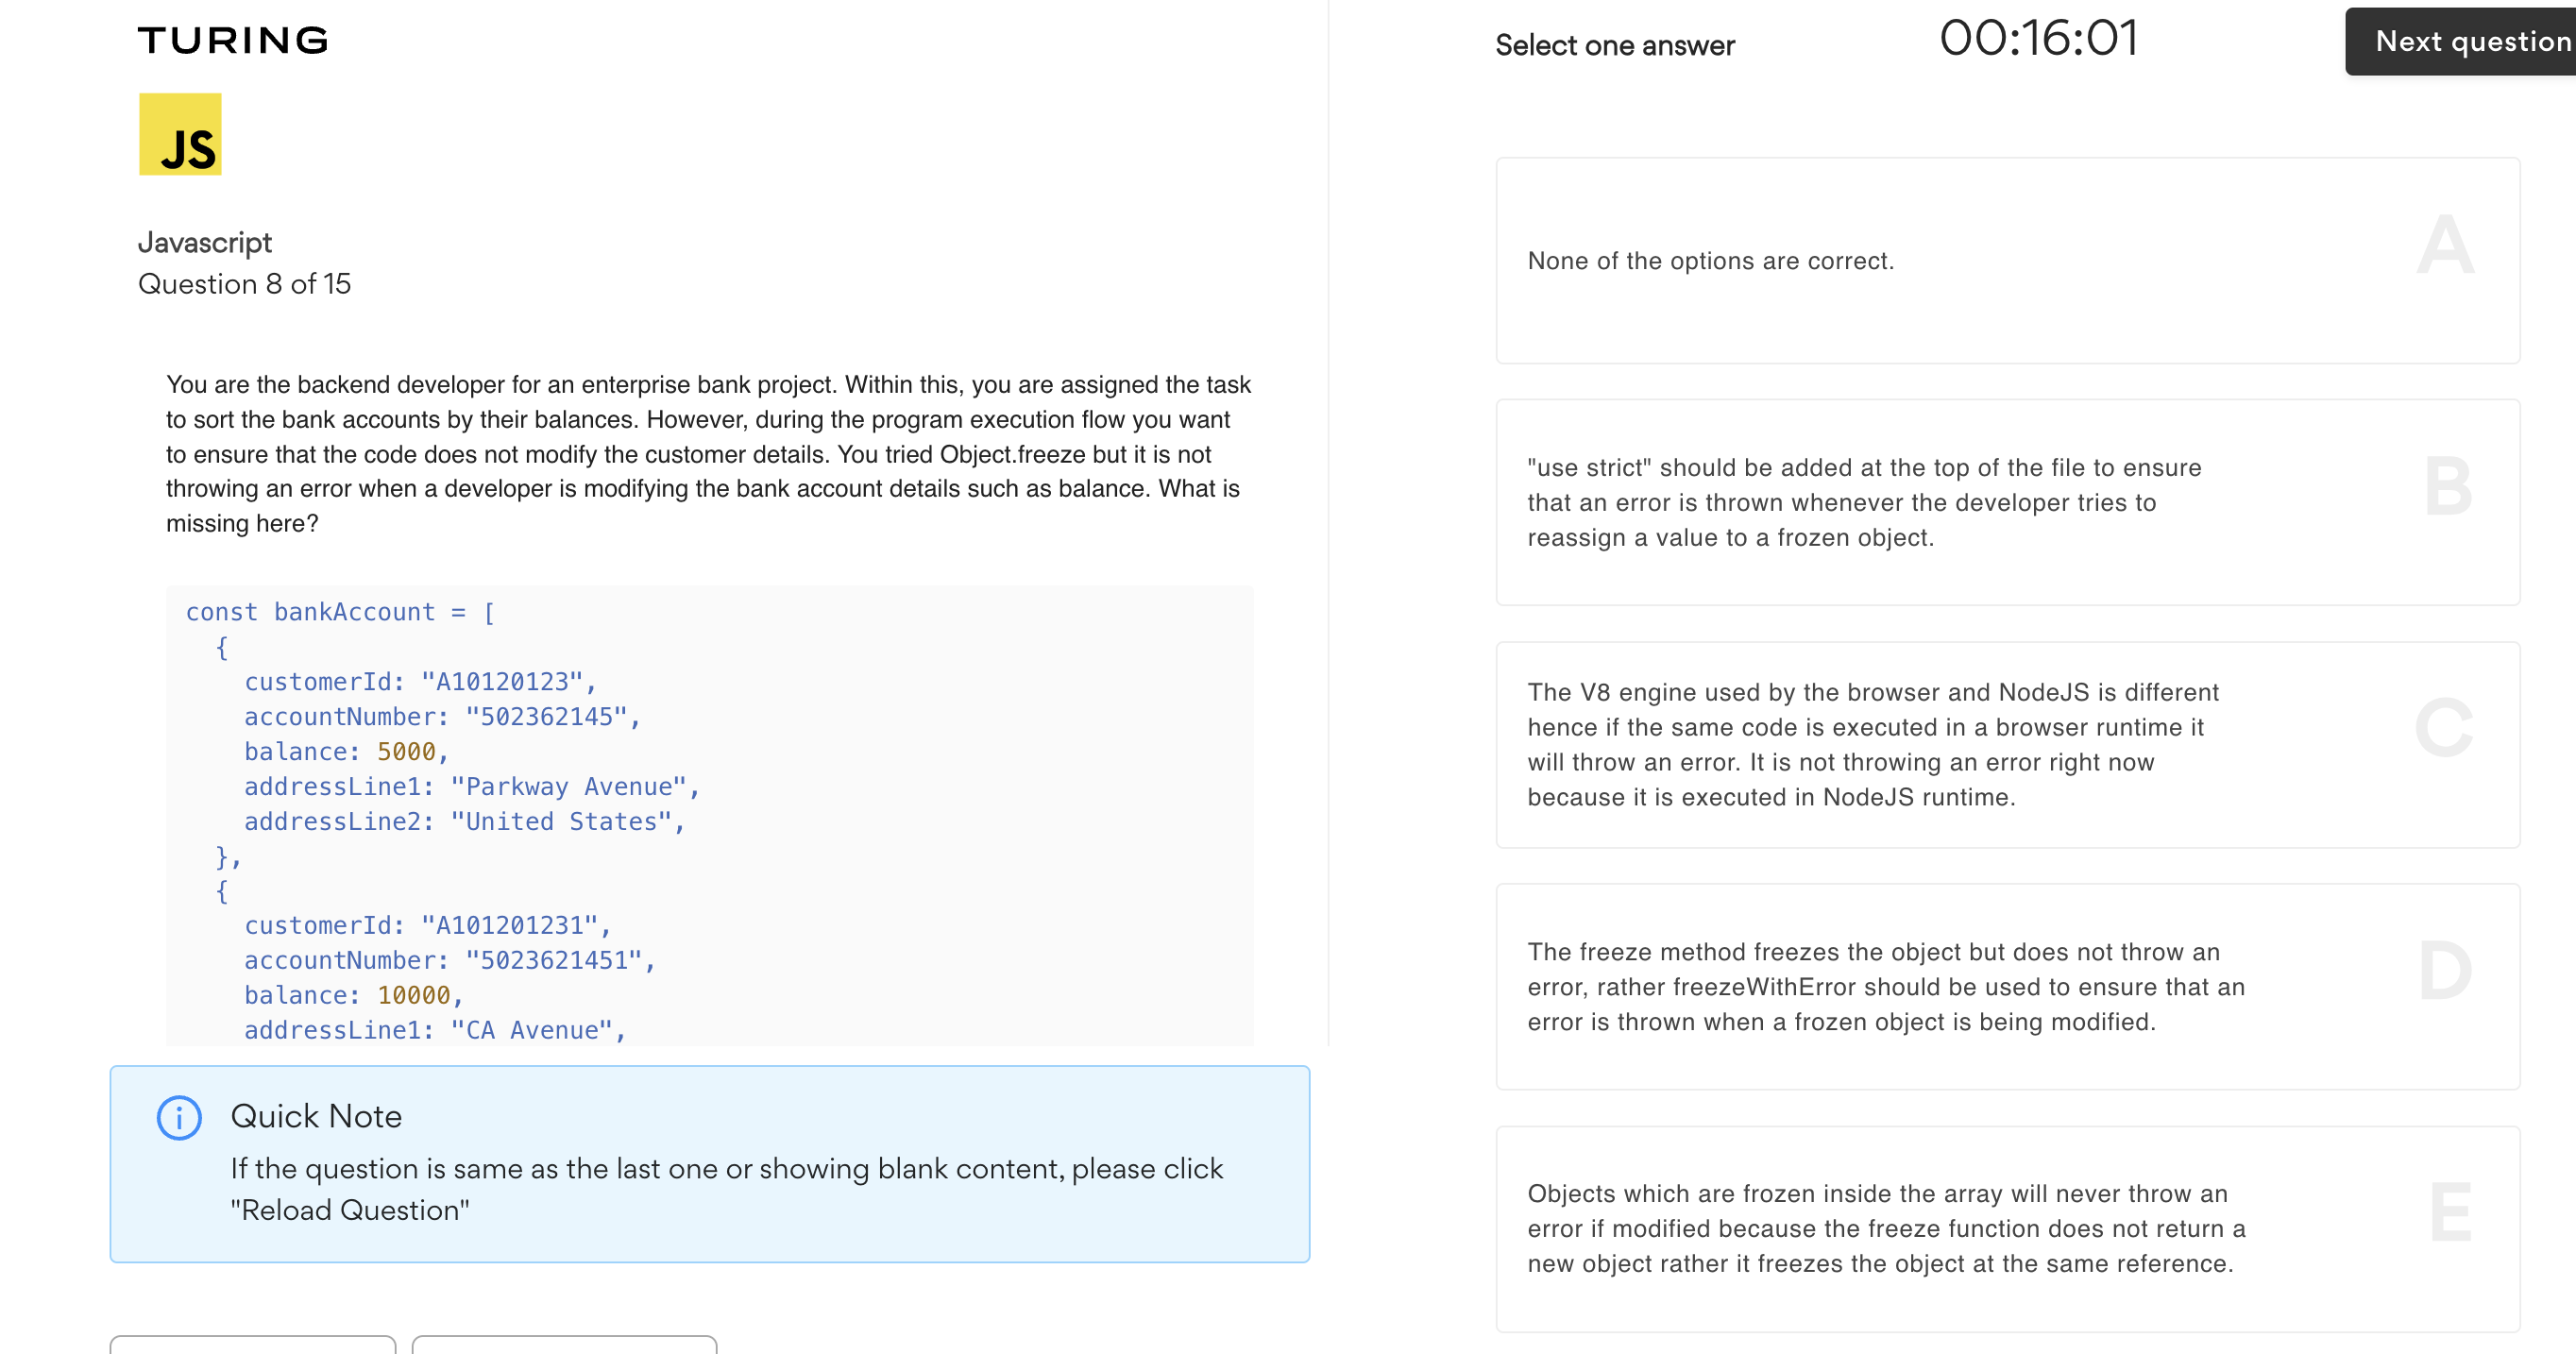 TURING
JS
Javascript
Question 8 of 15
You are the backend developer for an enterprise bank project. Within this, you are assigned the task
to sort the bank accounts by their balances. However, during the program execution flow you want
to ensure that the code does not modify the customer details. You tried Object.freeze but it is not
throwing an error when a developer is modifying the bank account details such as balance. What is
missing here?
const bankAccount = [
  {
    customerId: "A10120123",
    accountNumber: "502362145",
    balance: 5000,
    addressLine1: "Parkway Avenue",
    addressLine2: "United States",
  },
  {
    customerId: "A101201231",
    accountNumber: "5023621451",
    balance: 10000,
    addressLine1: "CA Avenue",
Quick Note
If the question is same as the last one or showing blank content, please click
"Reload Question"
Select one answer
00:16:01
Next question
None of the options are correct.
A
"use strict" should be added at the top of the file to ensure
that an error is thrown whenever the developer tries to
reassign a value to a frozen object.
B
The V8 engine used by the browser and NodeJS is different
hence if the same code is executed in a browser runtime it
will throw an error. It is not throwing an error right now
because it is executed in NodeJS runtime.
C
The freeze method freezes the object but does not throw an
error, rather freezeWithError should be used to ensure that an
error is thrown when a frozen object is being modified.
D
Objects which are frozen inside the array will never throw an
error if modified because the freeze function does not return a
new object rather it freezes the object at the same reference.
E